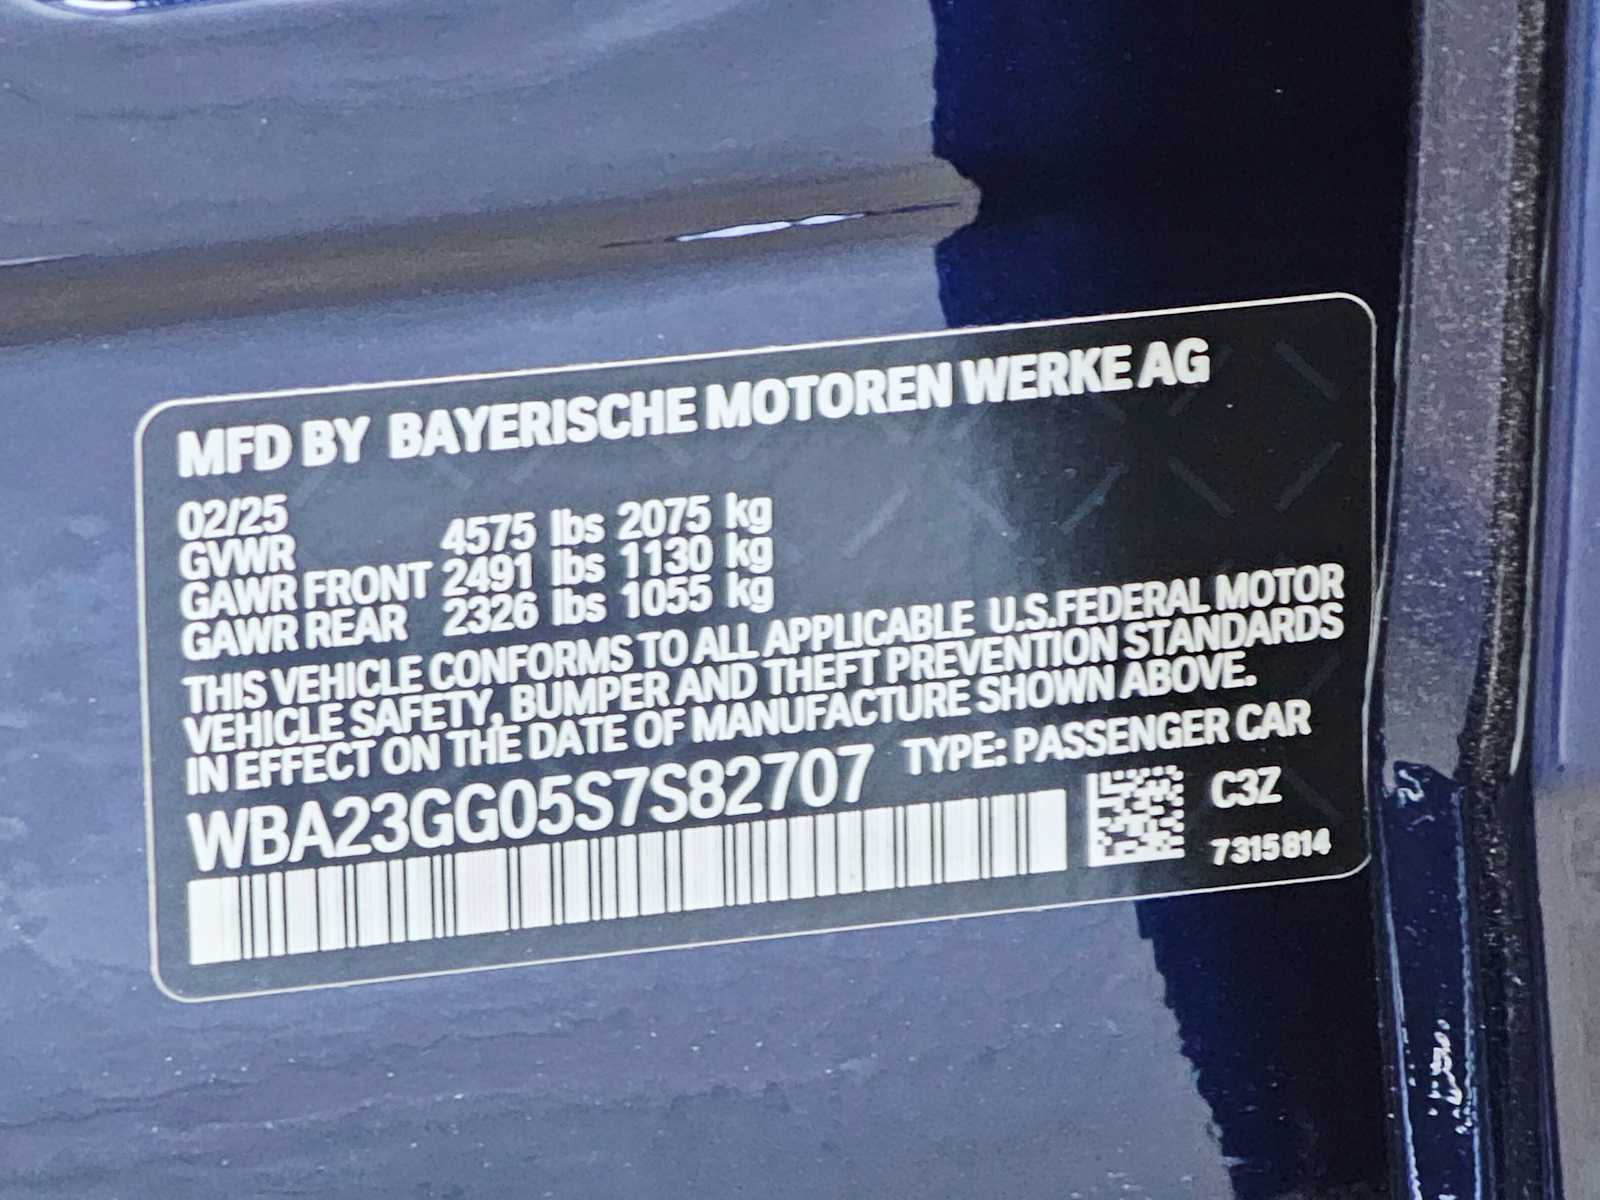 MFD BY BAYERISCHE MOTOREN WERKE AG
02/25
GVWR 4575 lbs 2075 kg
GAWR FRONT 2491 lbs 1130 kg
GAWR REAR 2326 lbs 1055 kg
THIS VEHICLE CONFORMS TO ALL APPLICABLE U.S.FEDERAL MOTOR
VEHICLE SAFETY, BUMPER AND THEFT PREVENTION STANDARDS
IN EFFECT ON THE DATE OF MANUFACTURE SHOWN ABOVE.
WBA23GG05S7S82707 TYPE: PASSENGER CAR
C3Z
7315814